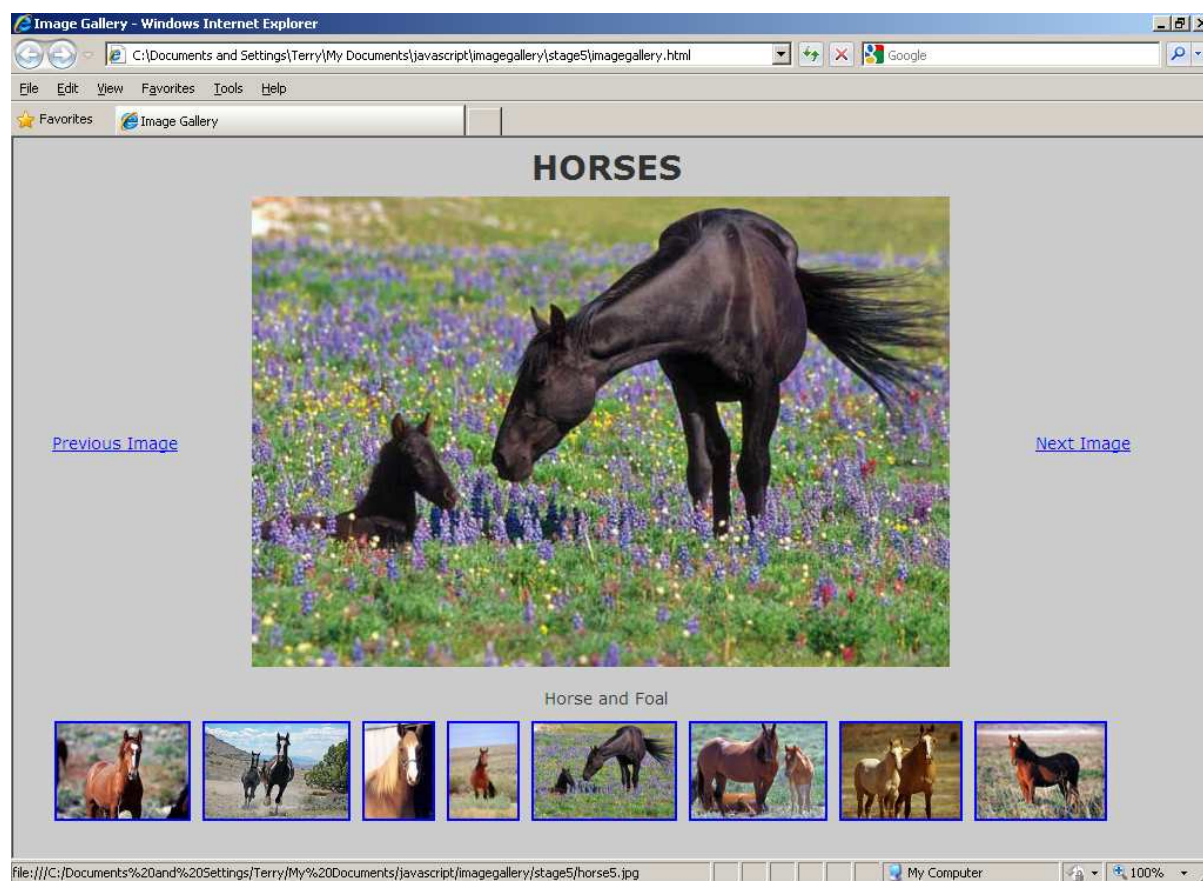 Image Gallery - Windows Internet Explorer
C:\Documents and Settings\Terry\My Documents\javascript\imagegallery\stage5\imagegallery.html
Google
File Edit View Favorites Tools Help
Favorites
Image Gallery
HORSES
Previous Image
Next Image
Horse and Foal
file:///C:/Documents%20and%20Settings/Terry/My%20Documents/javascript/imagegallery/stage5/horse5.jpg
My Computer
100%